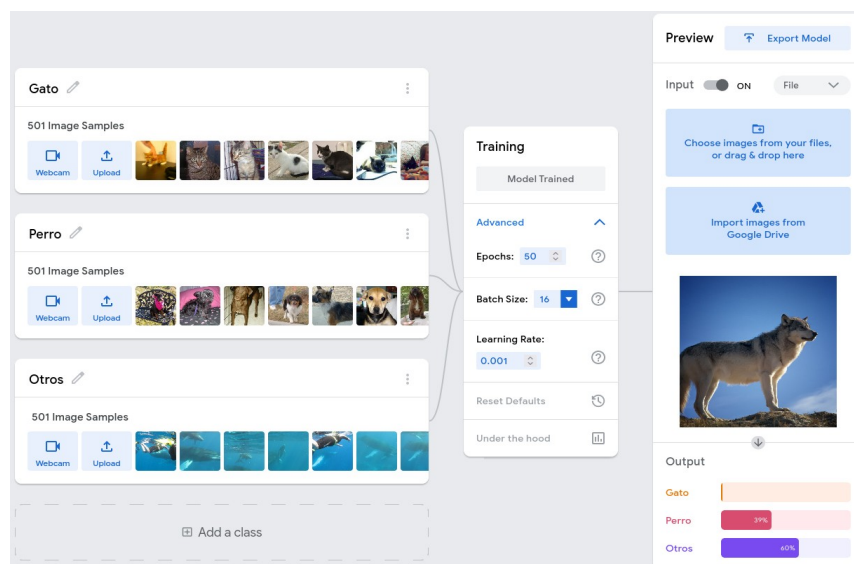 Gato
501 Image Samples
Webcam
Upload
Perro
501 Image Samples
Webcam
Upload
Otros
501 Image Samples
Webcam
Upload
Add a class
Training
Model Trained
Advanced
Epochs: 50
Batch Size: 16
Learning Rate:
0.001
Reset Defaults
Under the hood
Preview
Export Model
Input ON File
Choose images from your files,
or drag & drop here
Import images from
Google Drive
Output
Gato
Perro 39%
Otros 60%